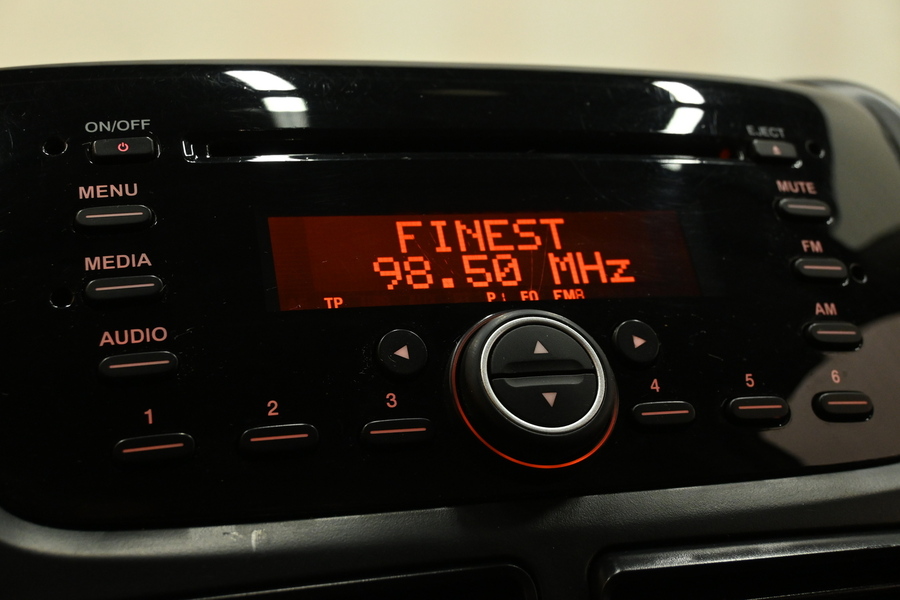 ON/OFF
EJECT
MENU
MUTE
FINEST
98.50 MHz
TP
MEDIA
FM
AUDIO
AM
1
2
3
4
5
6